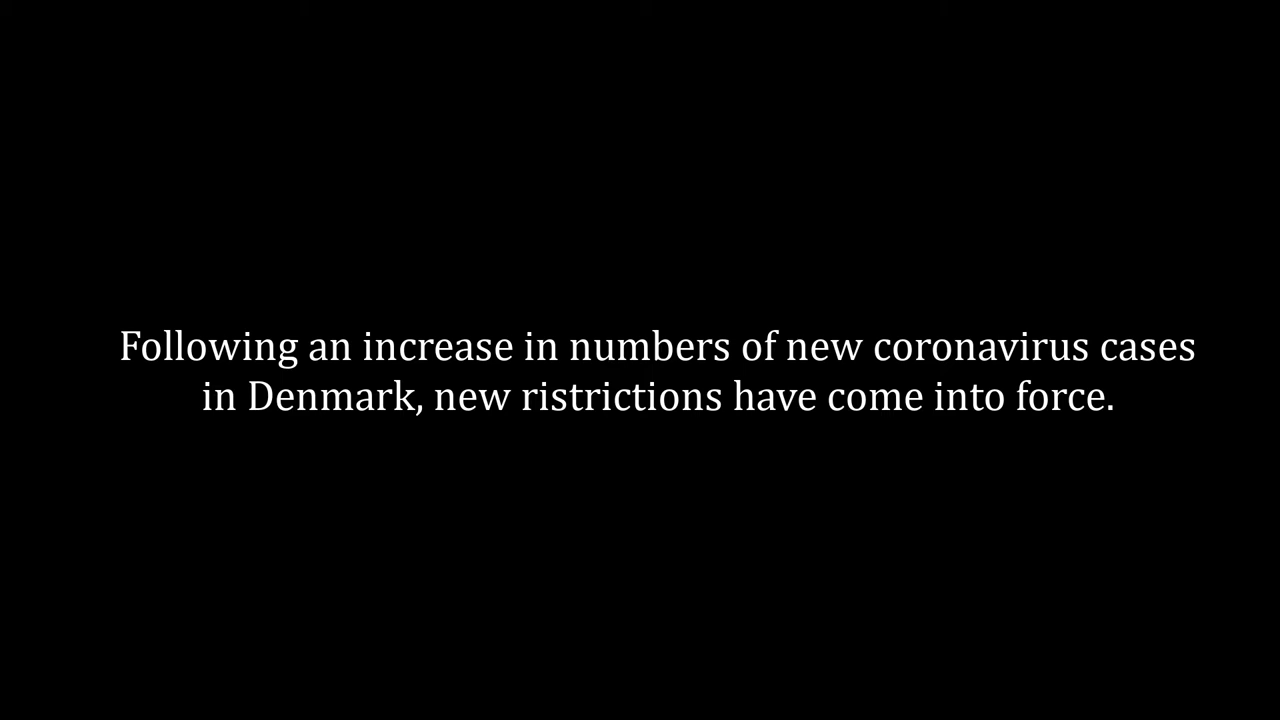 Following an increase in numbers of new coronavirus cases
in Denmark, new ristrictions have come into force.